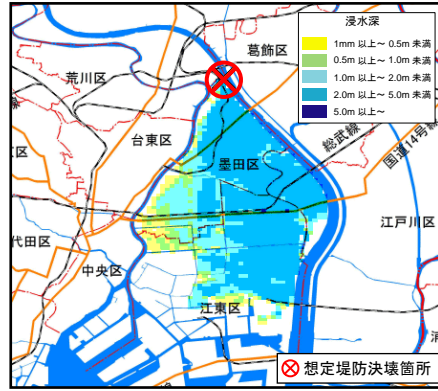 浸水深
1mm 以上～ 0.5m 未満
0.5m 以上～ 1.0m 未満
1.0m 以上～ 2.0m 未満
2.0m 以上～ 5.0m 未満
5.0m 以上～
葛飾区
荒川区
台東区
総武線
国道14号線
墨田区
区
江戸川区
代田区
中央区
江東区
想定堤防決壊箇所